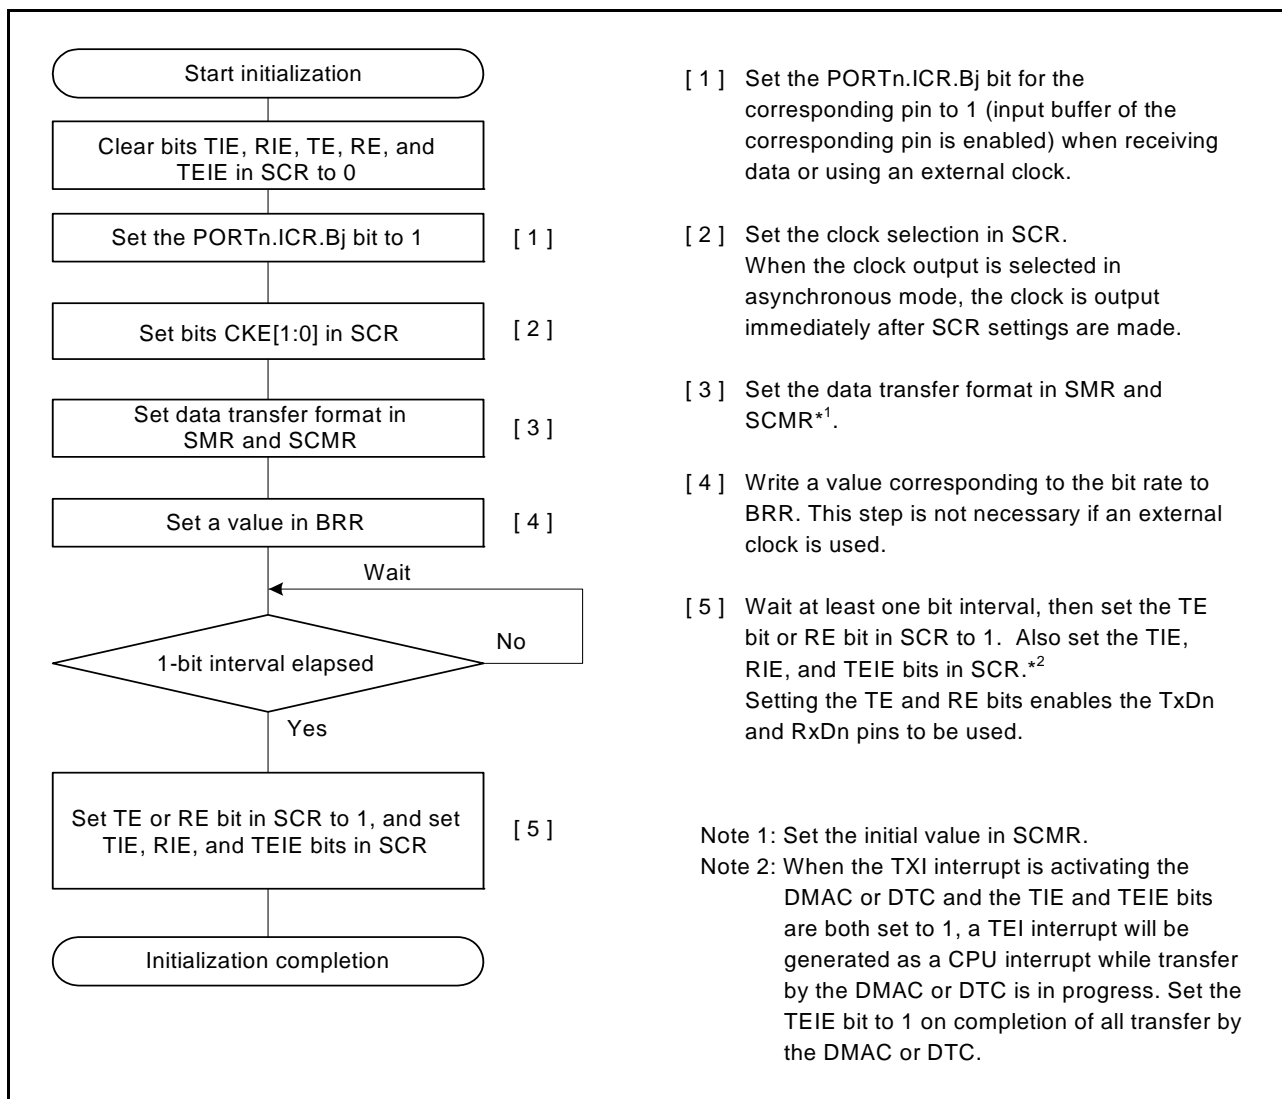 Start initialization
Clear bits TIE, RIE, TE, RE, and
TEIE in SCR to 0
Set the PORTn.ICR.Bj bit to 1
[ 1 ]
Set bits CKE[1:0] in SCR
[ 2 ]
Set data transfer format in
SMR and SCMR
[ 3 ]
Set a value in BRR
[ 4 ]
Wait
1-bit interval elapsed
No
Yes
Set TE or RE bit in SCR to 1, and set
TIE, RIE, and TEIE bits in SCR
[ 5 ]
Initialization completion
[ 1 ] Set the PORTn.ICR.Bj bit for the
corresponding pin to 1 (input buffer of the
corresponding pin is enabled) when receiving
data or using an external clock.
[ 2 ] Set the clock selection in SCR.
When the clock output is selected in
asynchronous mode, the clock is output
immediately after SCR settings are made.
[ 3 ] Set the data transfer format in SMR and
SCMR*1.
[ 4 ] Write a value corresponding to the bit rate to
BRR. This step is not necessary if an external
clock is used.
[ 5 ] Wait at least one bit interval, then set the TE
bit or RE bit in SCR to 1. Also set the TIE,
RIE, and TEIE bits in SCR.*2
Setting the TE and RE bits enables the TxDn
and RxDn pins to be used.
Note 1: Set the initial value in SCMR.
Note 2: When the TXI interrupt is activating the
DMAC or DTC and the TIE and TEIE bits
are both set to 1, a TEI interrupt will be
generated as a CPU interrupt while transfer
by the DMAC or DTC is in progress. Set the
TEIE bit to 1 on completion of all transfer by
the DMAC or DTC.